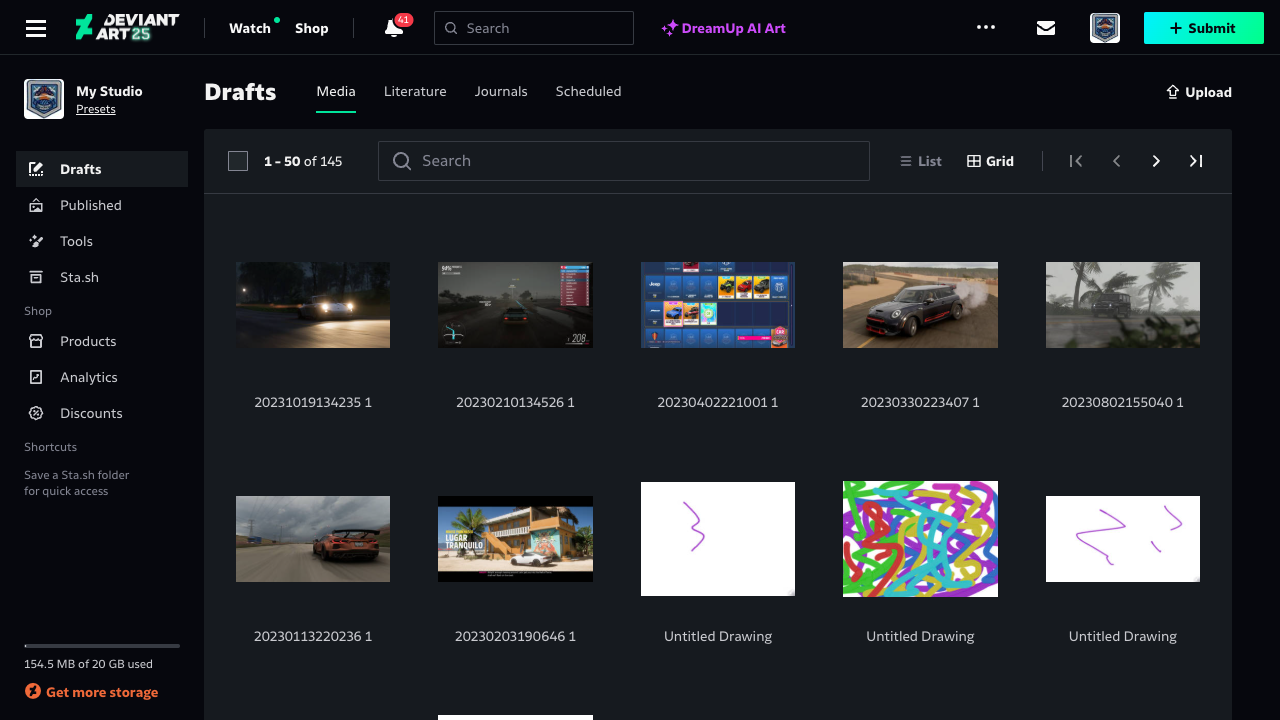 DEVIANT
ART 25
Watch
Shop
41
Search
DreamUp AI Art
Submit
My Studio
Presets
Drafts
Media
Literature
Journals
Scheduled
Upload
Drafts
Published
Tools
Sta.sh
Shop
Products
Analytics
Discounts
Shortcuts
Save a Sta.sh folder
for quick access
154.5 MB of 20 GB used
Get more storage
1 - 50 of 145
Search
List
Grid
94%
208
Jeep
20231019134235 1
20230210134526 1
20230402221001 1
20230330223407 1
20230802155040 1
LUGAR
TRANQUILO
20230113220236 1
20230203190646 1
Untitled Drawing
Untitled Drawing
Untitled Drawing